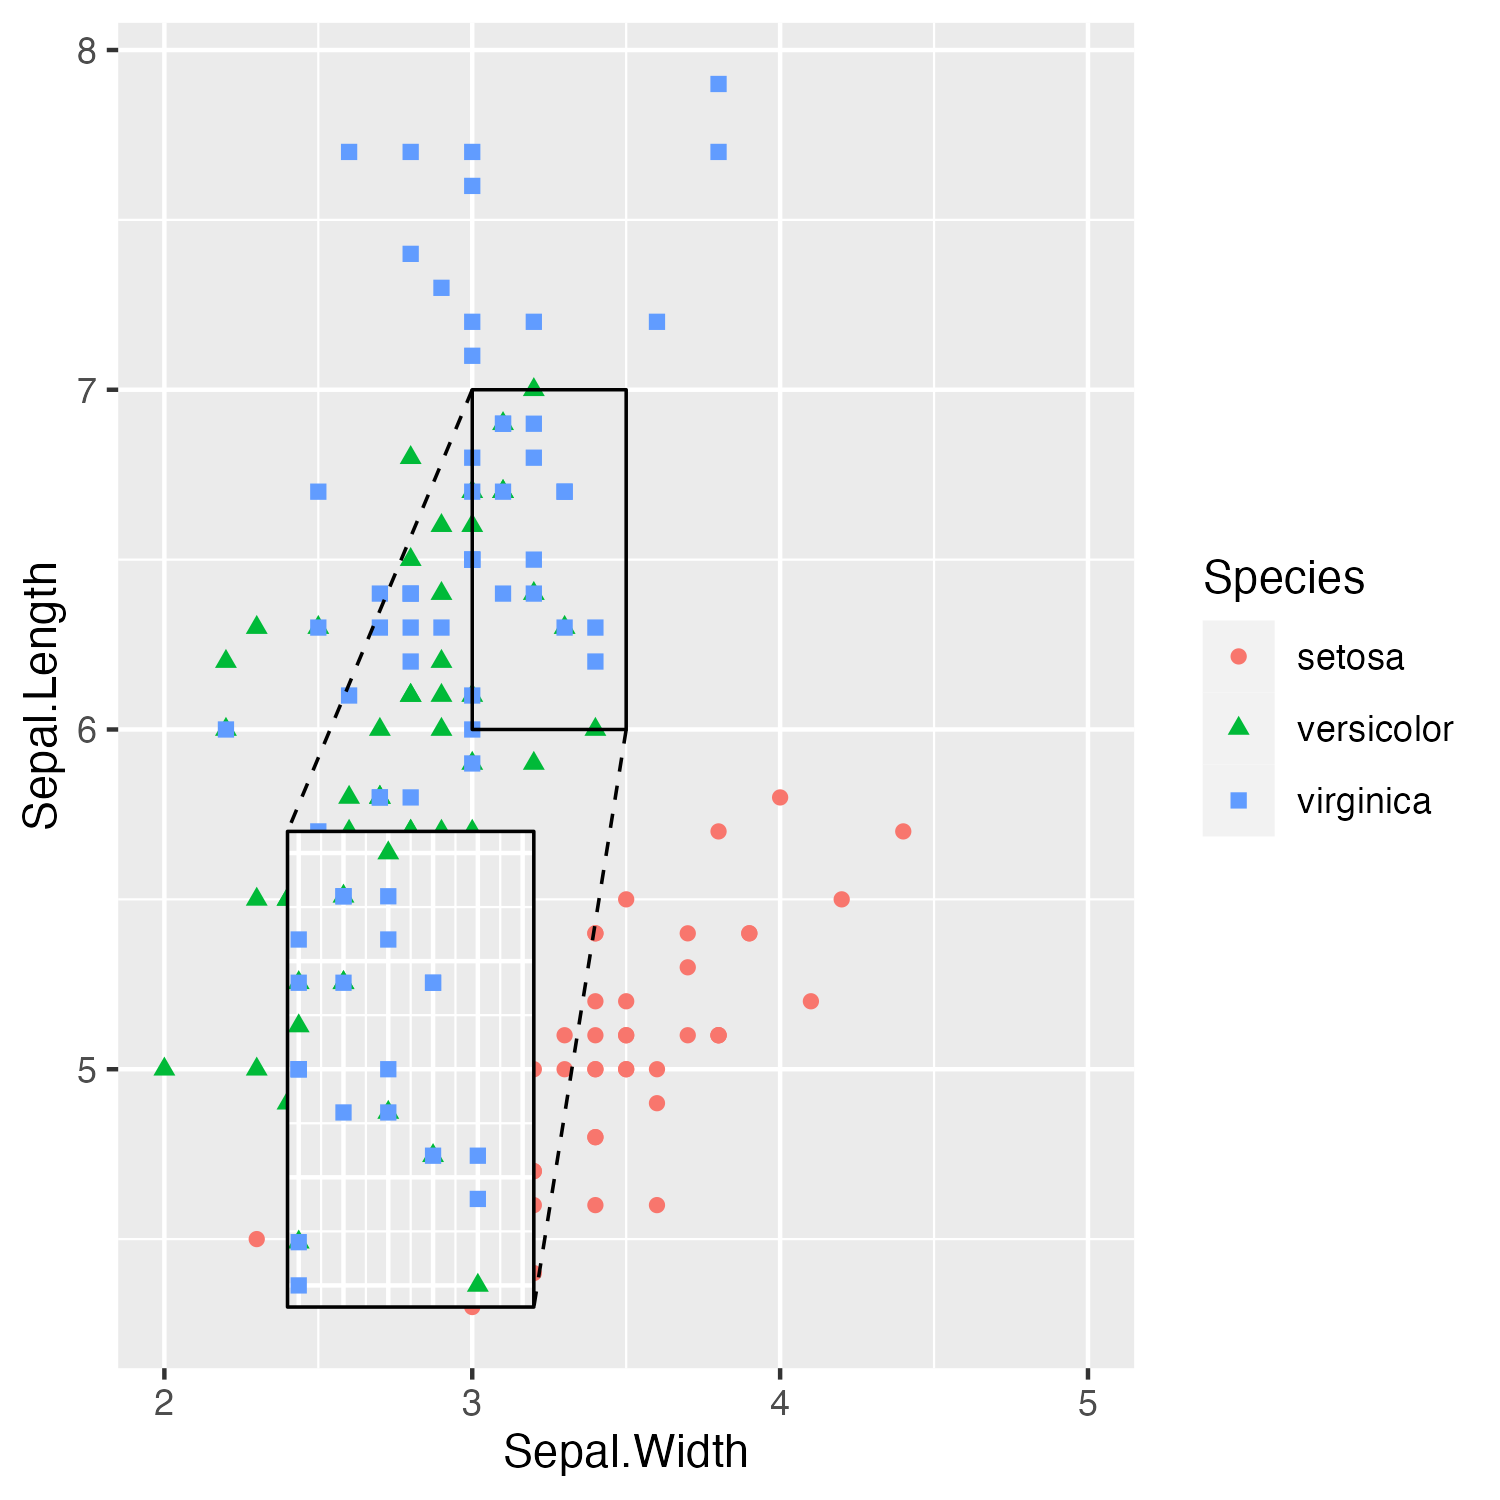 8
7
6
5
2 3 4 5
Sepal.Width
Sepal.Length
Species
setosa
versicolor
virginica